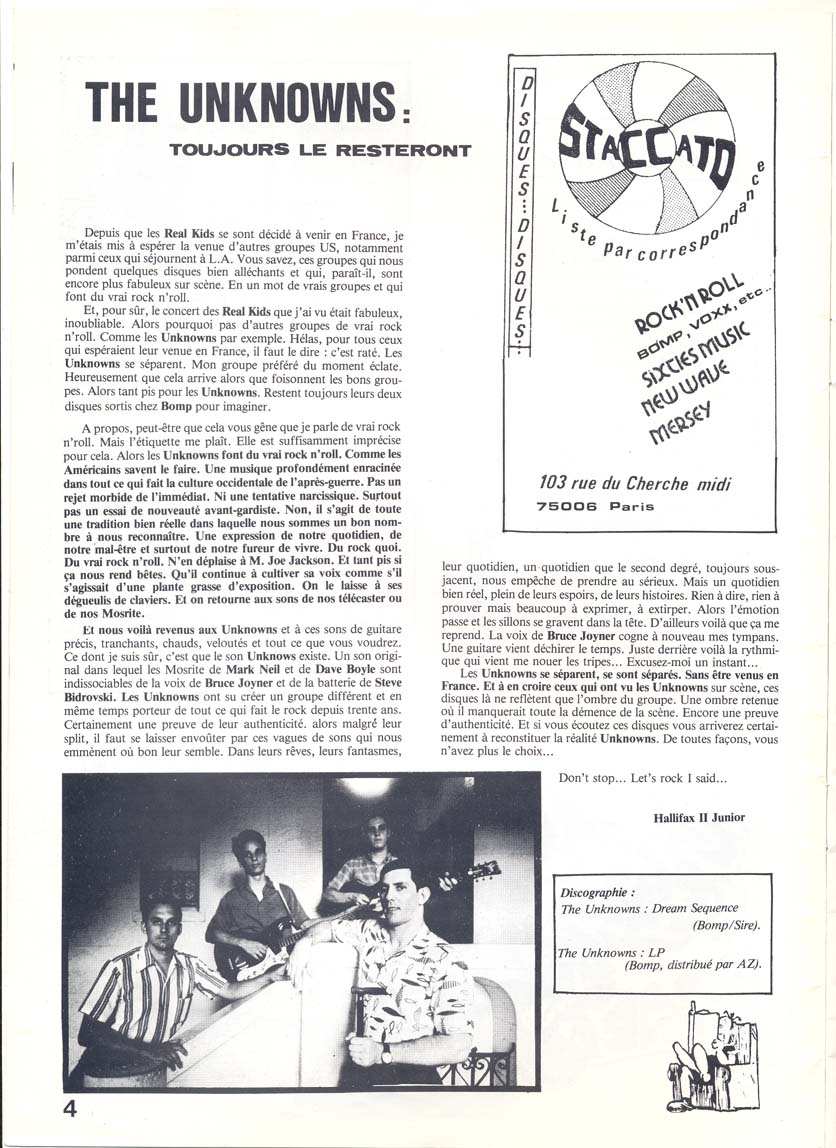 THE UNKNOWNS :
TOUJOURS LE RESTERONT
Depuis que les Real Kids se sont décidé à venir en France, je
m'étais mis à espérer la venue d'autres groupes US, notamment
parmi ceux qui séjournent à L.A. Vous savez, ces groupes qui nous
pondent quelques disques bien alléchants et qui, paraît-il, sont
encore plus fabuleux sur scène. En un mot de vrais groupes et qui
font du vrai rock n'roll.
Et, pour sûr, le concert des Real Kids que j'ai vu était fabuleux,
inoubliable. Alors pourquoi pas d'autres groupes de vrai rock
n'roll. Comme les Unknowns par exemple. Hélas, pour tous ceux
qui espéraient leur venue en France, il faut le dire : c'est raté. Les
Unknowns se séparent. Mon groupe préféré du moment éclate.
Heureusement que cela arrive alors que foisonnent les bons grou-
pes. Alors tant pis pour les Unknowns. Restent toujours leurs deux
disques sortis chez Bomp pour imaginer.
A propos, peut-être que cela vous gêne que je parle de vrai rock
n'roll. Mais l'étiquette me plaît. Elle est suffisamment imprécise
pour cela. Alors les Unknowns font du vrai rock n'roll. Comme les
Américains savent le faire. Une musique profondément enracinée
dans tout ce qui fait la culture occidentale de l'après-guerre. Pas un
rejet morbide de l'immédiat. Ni une tentative narcissique. Surtout
pas un essai de nouveauté avant-gardiste. Non, il s'agit de toute
une tradition bien réelle dans laquelle nous sommes un bon nom-
bre à nous reconnaître. Une expression de notre quotidien, de
notre mal-être et surtout de notre fureur de vivre. Du rock quoi.
Du vrai rock n'roll. N'en déplaise à M. Joe Jackson. Et tant pis si
ça nous rend bêtes. Qu'il continue à cultiver sa voix comme s'il
s'agissait d'une plante grasse d'exposition. On le laisse à ses
dégueulis de claviers. Et on retourne aux sons de nos télécaster ou
de nos Mosrite.
Et nous voilà revenus aux Unknowns et à ces sons de guitare
précis, tranchants, chauds, veloutés et tout ce que vous voudrez.
Ce dont je suis sûr, c'est que le son Unknows existe. Un son origi-
nal dans lequel les Mosrite de Mark Neil et de Dave Boyle sont
indissociables de la voix de Bruce Joyner et de la batterie de Steve
Bidrovski. Les Unknowns ont su créer un groupe différent et en
même temps porteur de tout ce qui fait le rock depuis trente ans.
Certainement une preuve de leur authenticité. alors malgré leur
split, il faut se laisser envoûter par ces vagues de sons qui nous
emmènent où bon leur semble. Dans leurs rêves, leurs fantasmes,
DISQUES:DISQUES:
STACCATO
Liste par correspondance
ROCK'N ROLL
BOMP, VOXX, etc..
SIXTIES MUSIC
NEW WAVE
MERSEY
103 rue du Cherche midi
75006 Paris
leur quotidien, un quotidien que le second degré, toujours sous-
jacent, nous empêche de prendre au sérieux. Mais un quotidien
bien réel, plein de leurs espoirs, de leurs histoires. Rien à dire, rien à
prouver mais beaucoup à exprimer, à extirper. Alors l'émotion
passe et les sillons se gravent dans la tête. D'ailleurs voilà que ça me
reprend. La voix de Bruce Joyner cogne à nouveau mes tympans.
Une guitare vient déchirer le temps. Juste derrière voilà la rythmi-
que qui vient me nouer les tripes... Excusez-moi un instant...
Les Unknowns se séparent, se sont séparés. Sans être venus en
France. Et à en croire ceux qui ont vu les Unknowns sur scène, ces
disques là ne reflètent que l'ombre du groupe. Une ombre retenue
où il manquerait toute la démence de la scène. Encore une preuve
d'authenticité. Et si vous écoutez ces disques vous arriverez certai-
nement à reconstituer la réalité Unknowns. De toutes façons, vous
n'avez plus le choix...
Don't stop... Let's rock I said...
Hallifax II Junior
Discographie :
The Unknowns : Dream Sequence
(Bomp/Sire).
The Unknowns : LP
(Bomp, distribué par AZ).
4